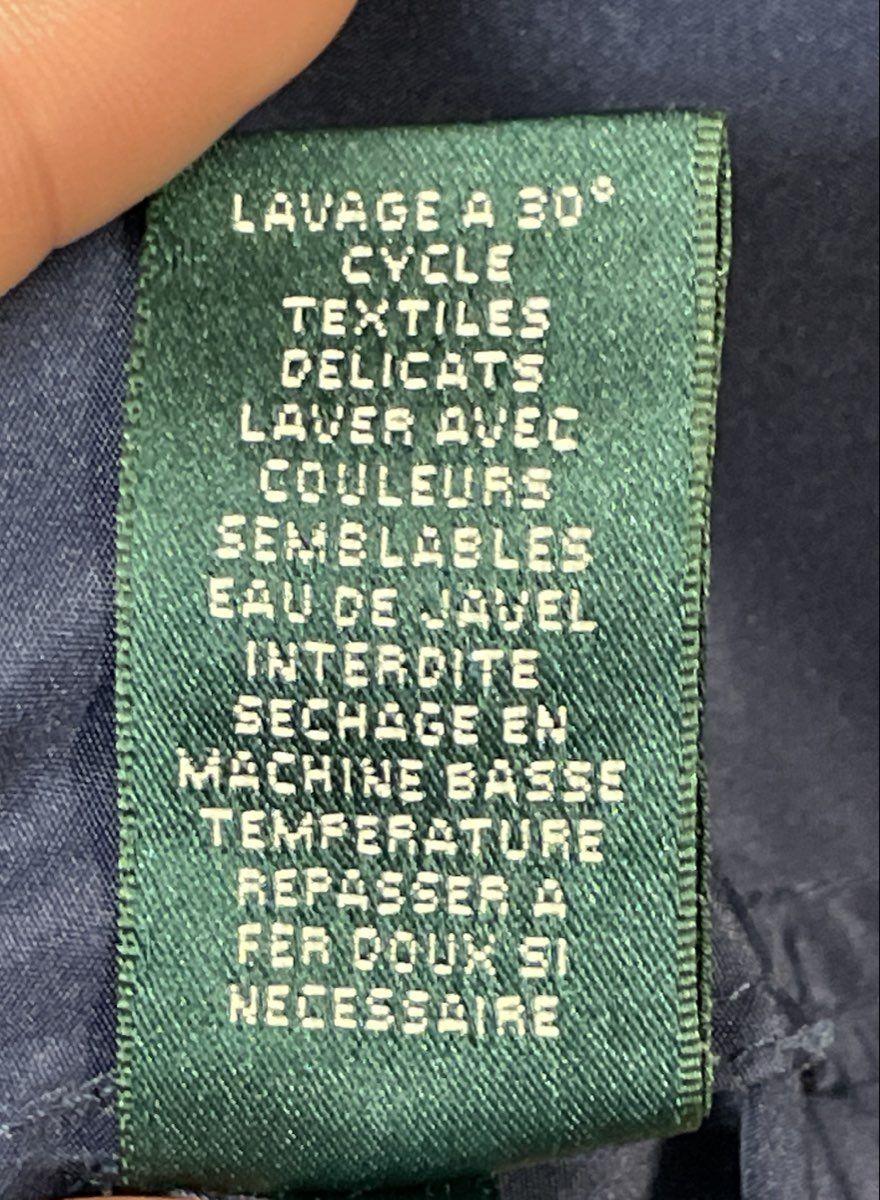 LAVAGE A 30°
CYCLE
TEXTILES
DELICATS
LAVER AVEC
COULEURS
SEMBLABLES
EAU DE JAVEL
INTERDITE
SECHAGE EN
MACHINE BASSE
TEMPERATURE
REPASSER A
FER DOUX SI
NECESSAIRE